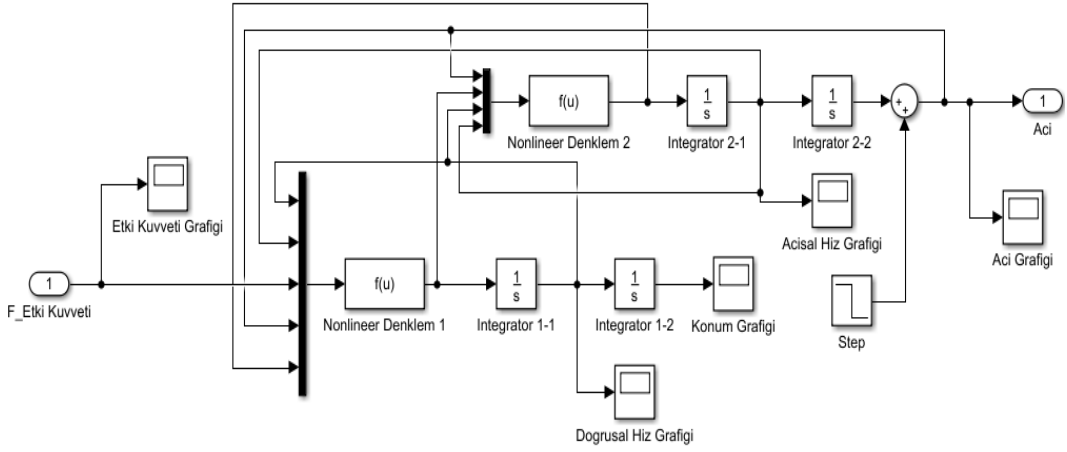 f(u)
Nonlineer Denklem 2
1
s
Integrator 2-1
1
s
Integrator 2-2
+
+
1
Aci
Etki Kuvveti Grafigi
Acisal Hiz Grafigi
Aci Grafigi
1
F_Etki Kuvveti
f(u)
Nonlineer Denklem 1
1
s
Integrator 1-1
1
s
Integrator 1-2
Konum Grafigi
Step
Dogrusal Hiz Grafigi